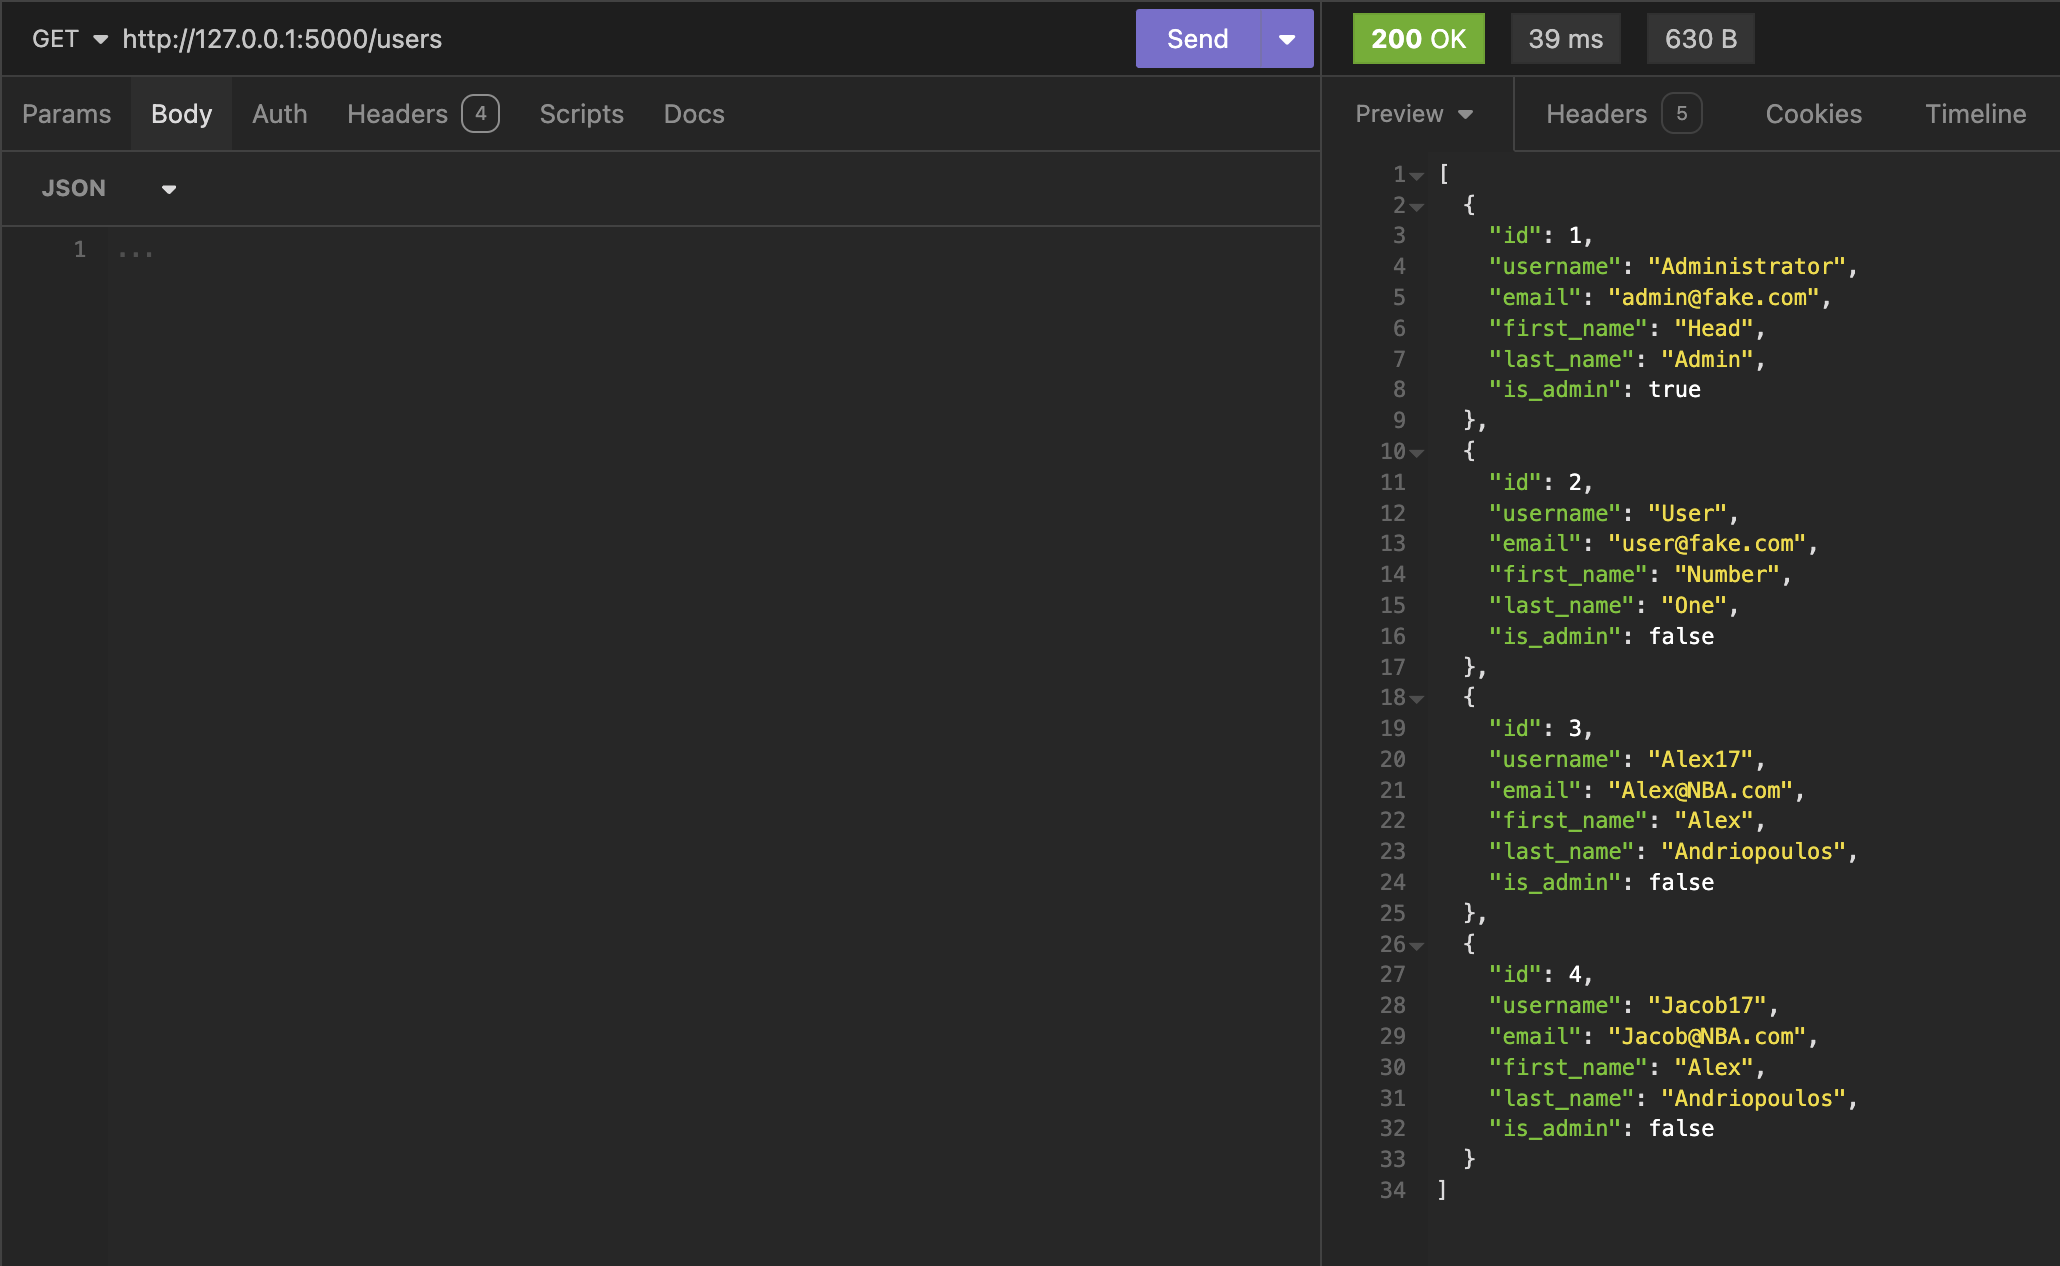 GET http://127.0.0.1:5000/users Send 200 OK 39 ms 630 B
Params Body Auth Headers 4 Scripts Docs Preview Headers 5 Cookies Timeline
JSON
1 ...
1 [
2 {
3 "id": 1,
4 "username": "Administrator",
5 "email": "admin@fake.com",
6 "first_name": "Head",
7 "last_name": "Admin",
8 "is_admin": true
9 },
10 {
11 "id": 2,
12 "username": "User",
13 "email": "user@fake.com",
14 "first_name": "Number",
15 "last_name": "One",
16 "is_admin": false
17 },
18 {
19 "id": 3,
20 "username": "Alex17",
21 "email": "Alex@NBA.com",
22 "first_name": "Alex",
23 "last_name": "Andriopoulos",
24 "is_admin": false
25 },
26 {
27 "id": 4,
28 "username": "Jacob17",
29 "email": "Jacob@NBA.com",
30 "first_name": "Alex",
31 "last_name": "Andriopoulos",
32 "is_admin": false
33 }
34 ]